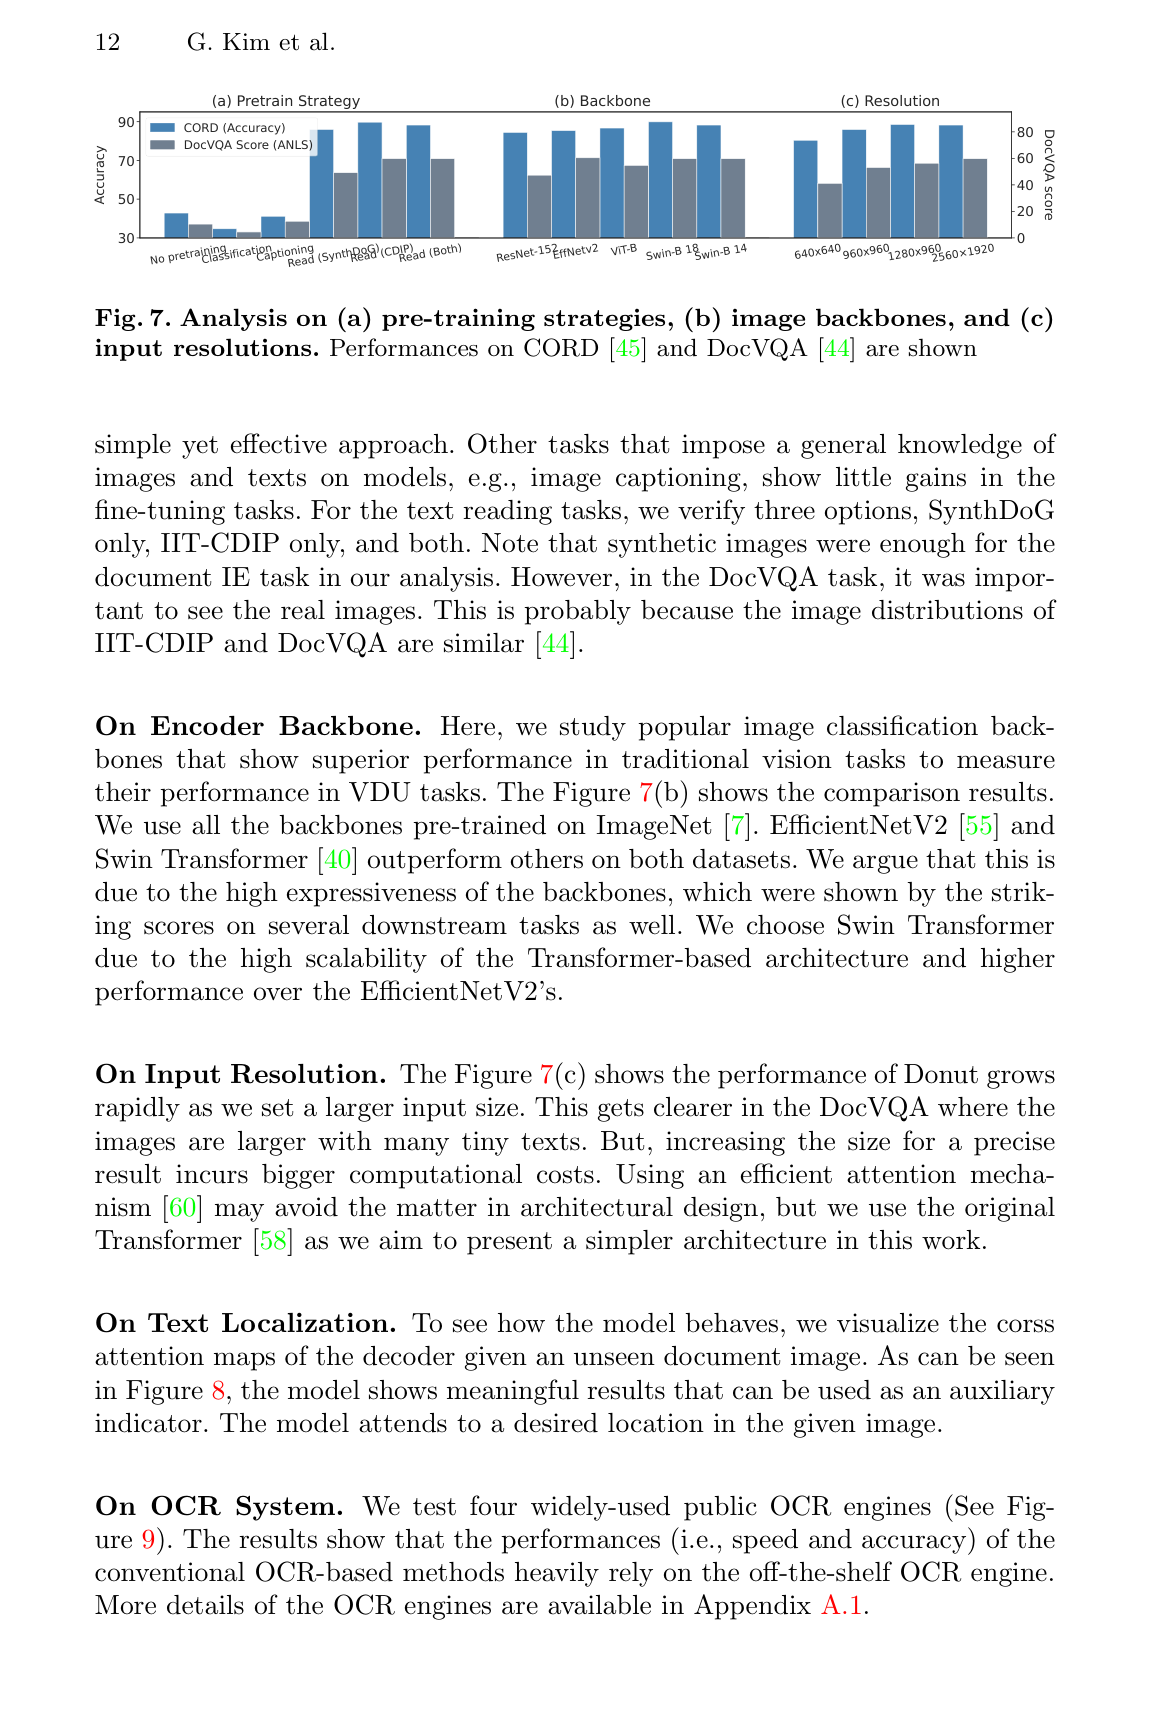 12 G. Kim et al.
(a) Pretrain Strategy (b) Backbone (c) Resolution
CORD (Accuracy)
DocVQA Score (ANLS)
Accuracy
90
70
50
30
80
60
40
20
0
DocVQA score
No pretraining Classification Captioning Read (SynthDoG) Read (CDIP) Read (Both) ResNet-152 EffNetv2 ViT-B Swin-B 18 Swin-B 14 640x640 960x960 1280x960 2560×1920
Fig. 7. Analysis on (a) pre-training strategies, (b) image backbones, and (c)
input resolutions. Performances on CORD [45] and DocVQA [44] are shown
simple yet effective approach. Other tasks that impose a general knowledge of
images and texts on models, e.g., image captioning, show little gains in the
fine-tuning tasks. For the text reading tasks, we verify three options, SynthDoG
only, IIT-CDIP only, and both. Note that synthetic images were enough for the
document IE task in our analysis. However, in the DocVQA task, it was impor-
tant to see the real images. This is probably because the image distributions of
IIT-CDIP and DocVQA are similar [44].
On Encoder Backbone. Here, we study popular image classification back-
bones that show superior performance in traditional vision tasks to measure
their performance in VDU tasks. The Figure 7(b) shows the comparison results.
We use all the backbones pre-trained on ImageNet [7]. EfficientNetV2 [55] and
Swin Transformer [40] outperform others on both datasets. We argue that this is
due to the high expressiveness of the backbones, which were shown by the strik-
ing scores on several downstream tasks as well. We choose Swin Transformer
due to the high scalability of the Transformer-based architecture and higher
performance over the EfficientNetV2's.
On Input Resolution. The Figure 7(c) shows the performance of Donut grows
rapidly as we set a larger input size. This gets clearer in the DocVQA where the
images are larger with many tiny texts. But, increasing the size for a precise
result incurs bigger computational costs. Using an efficient attention mecha-
nism [60] may avoid the matter in architectural design, but we use the original
Transformer [58] as we aim to present a simpler architecture in this work.
On Text Localization. To see how the model behaves, we visualize the corss
attention maps of the decoder given an unseen document image. As can be seen
in Figure 8, the model shows meaningful results that can be used as an auxiliary
indicator. The model attends to a desired location in the given image.
On OCR System. We test four widely-used public OCR engines (See Fig-
ure 9). The results show that the performances (i.e., speed and accuracy) of the
conventional OCR-based methods heavily rely on the off-the-shelf OCR engine.
More details of the OCR engines are available in Appendix A.1.